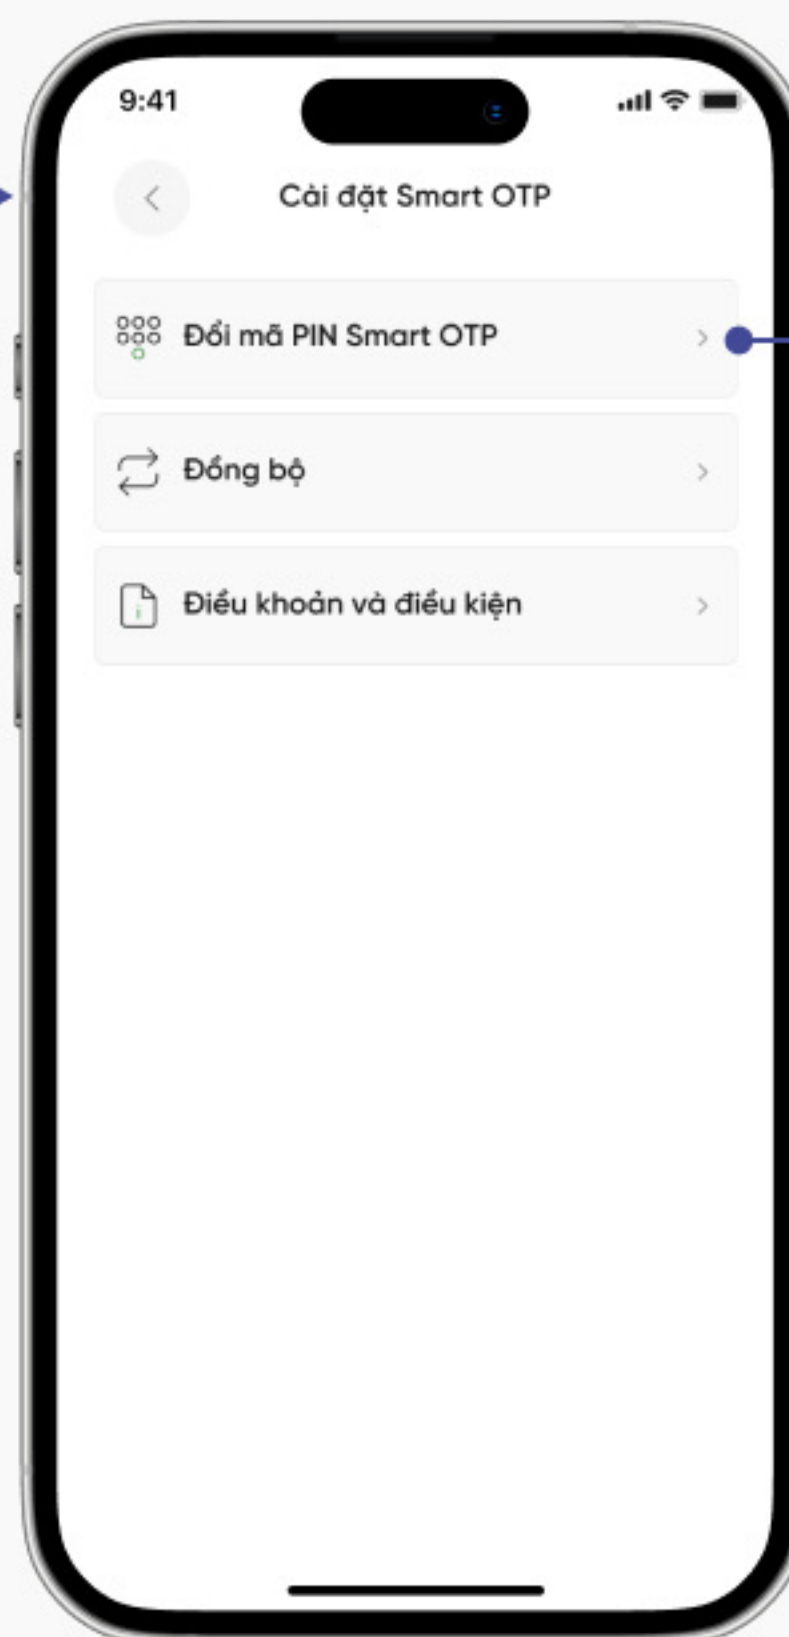 9:41
Cài đặt Smart OTP
Đổi mã PIN Smart OTP
Đồng bộ
Điều khoản và điều kiện